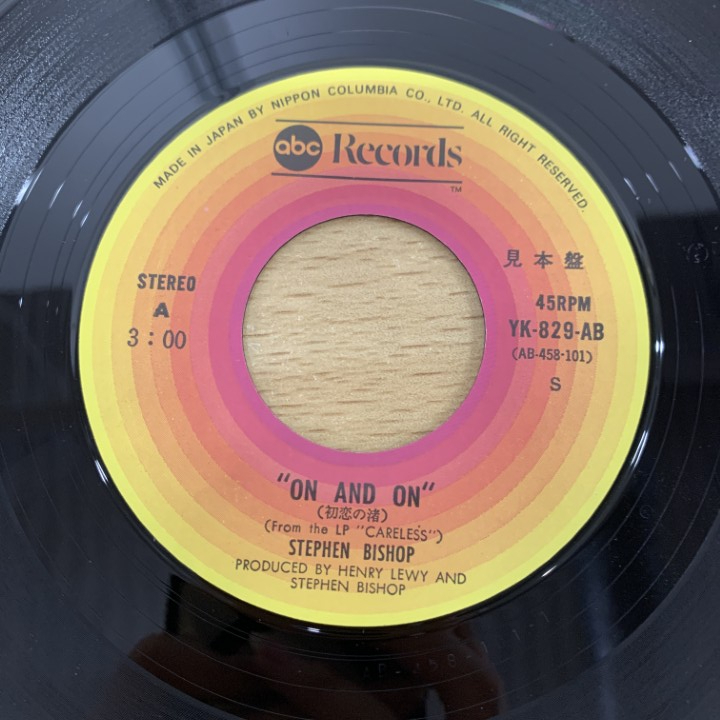 MADE IN JAPAN BY NIPPON COLUMBIA CO., LTD. ALL RIGHT RESERVED.
abc Records
TM
見本盤
STEREO
A
3:00
45RPM
YK-829-AB
(AB-458-101)
S
"ON AND ON"
(初恋の渚)
(From the LP "CARELESS")
STEPHEN BISHOP
PRODUCED BY HENRY LEWY AND
STEPHEN BISHOP